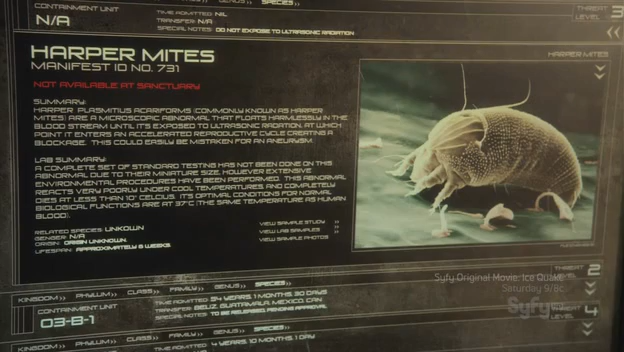 GENUS>> SPECIES>>
CONTAINMENT UNIT
N/A
TIME ADMITTED: NIL
TRANSFER: N/A
SPECIAL NOTES: DO NOT EXPOSE TO ULTRASONIC RADIATION
THREAT LEVEL 3
HARPER MITES
MANIFEST ID NO. 731
HARPER MITES
NOT AVAILABLE AT SANCTUARY
SUMMARY:
HARPER PLASMITIUS ACARIFORMS (COMMONLY KNOWN AS HARPER
MITES) ARE A MICROSCOPIC ABNORMAL THAT FLOATS HARMLESSLY IN THE
BLOOD STREAM UNTIL IT'S EXPOSED TO ULTRASONIC RADIATION, AT WHICH
POINT IT ENTERS AN ACCELERATED REPRODUCTIVE CYCLE CREATING A
BLOCKAGE. THIS COULD EASILY BE MISTAKEN FOR AN ANEURYSM.
LAB SUMMARY:
A COMPLETE SET OF STANDARD TESTING HAS NOT BEEN DONE ON THIS
ABNORMAL DUE TO THEIR MINIATURE SIZE, HOWEVER EXTENSIVE
ENVIRONMENTAL PROCEDURES HAVE BEEN PERFORMED. THIS ABNORMAL
REACTS VERY POORLY UNDER COOL TEMPERATURES AND COMPLETELY
DIES AT LESS THAN 10° CELCIUS. IT'S OPTIMAL CONDITIONS FOR NORMAL
BIOLOGICAL FUNCTIONS ARE AT 37°C (THE SAME TEMPERATURE AS HUMAN
BLOOD).
RELATED SPECIES: UNKOWN
GENDER: N/A
ORIGIN: ORIGIN UNKNOWN
LIFESPAN: APPROXIMATELY 6 WEEKS
VIEW SAMPLE STUDY >>
VIEW LAB SAMPLES >>
VIEW SAMPLE PHOTOS
Syfy Original Movie, Ice Quake
Saturday 9/8c
Syfy
THREAT LEVEL 2
KINGDOM>> PHYLUM>> CLASS>> FAMILY>> GENUS>> SPECIES>>
CONTAINMENT UNIT
03-B-1
TIME ADMITTED: 54 YEARS, 1 MONTHS, 30 DAYS
BELIZ, GUATAMALA, MEXICO, CAN.
SPECIAL NOTES: TO BE RELEASED, PENDING APPROVAL
THREAT LEVEL 4
KINGDOM>> PHYLUM>> CLASS>> FAMILY>> GENUS>> SPECIES>>
TIME ADMITTED: 4 YEARS, 10 MONTHS, 1 DAY